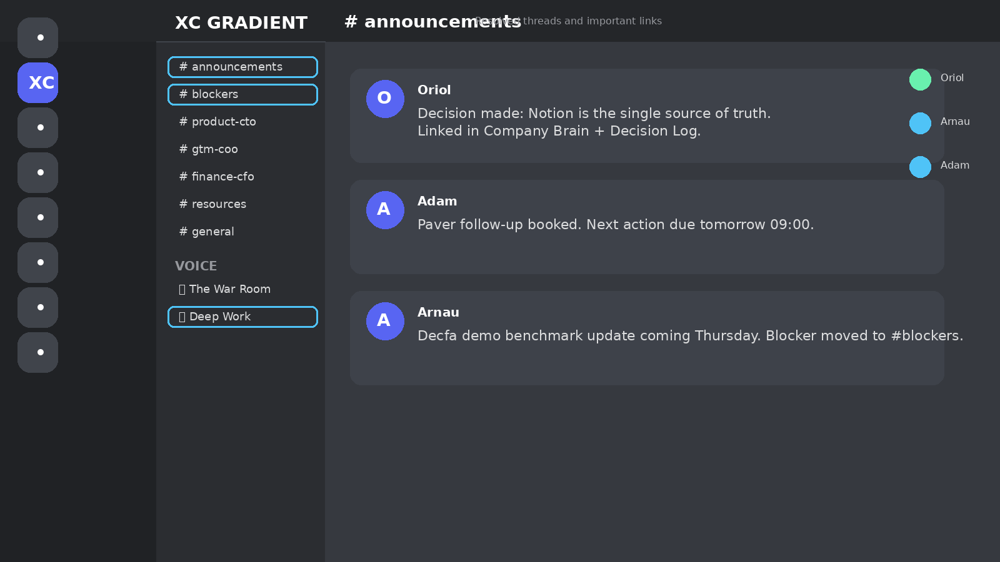 XC
XC GRADIENT
# announcements
# blockers
# product-cto
# gtm-coo
# finance-cfo
# resources
# general
VOICE
The War Room
Deep Work
# announcements
Resolved threads and important links
Oriol
Decision made: Notion is the single source of truth.
Linked in Company Brain + Decision Log.
Adam
Paver follow-up booked. Next action due tomorrow 09:00.
Arnau
Decfa demo benchmark update coming Thursday. Blocker moved to #blockers.
O
A
A
Oriol
Arnau
Adam